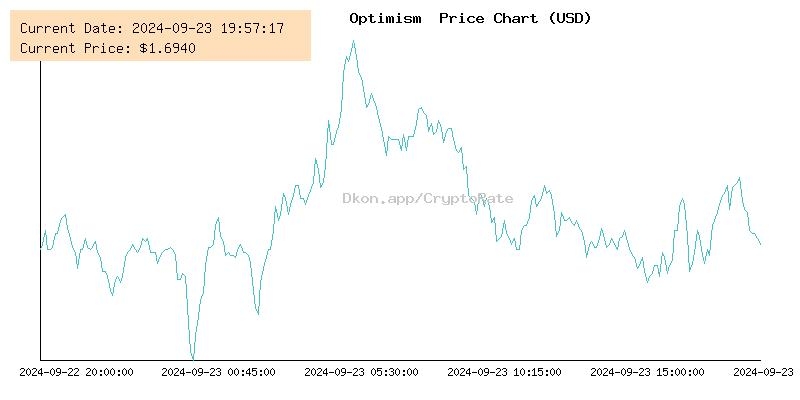 Optimism  Price Chart (USD)
Current Date: 2024-09-23 19:57:17
Current Price: $1.6940
Dkon.app/CryptoRate
2024-09-22 20:00:00 2024-09-23 00:45:00 2024-09-23 05:30:00 2024-09-23 10:15:00 2024-09-23 15:00:00 2024-09-23